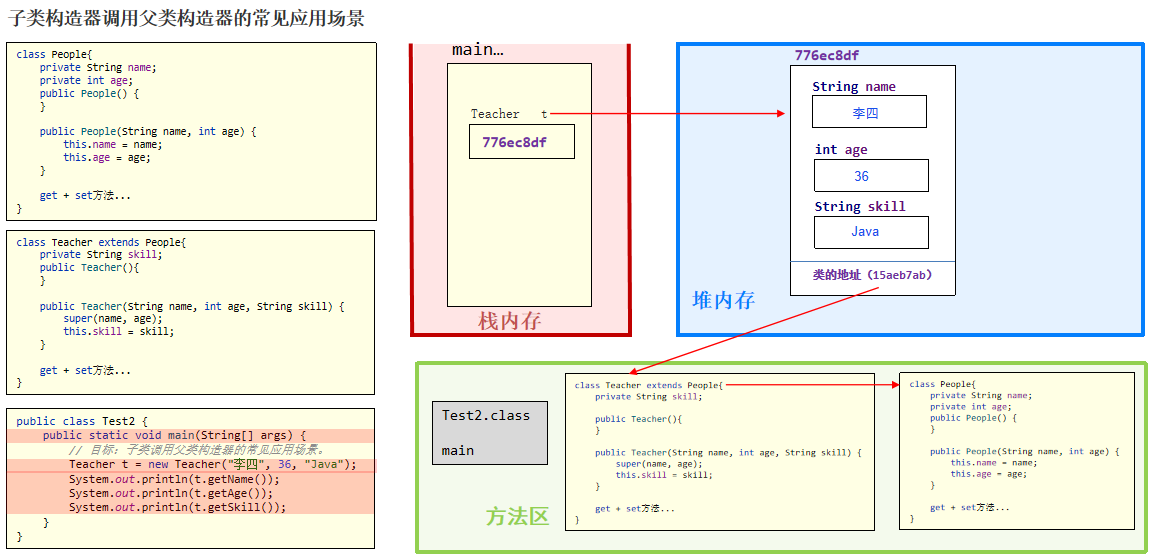 子类构造器调用父类构造器的常见应用场景
class People{
private String name;
private int age;
public People() {
}
public People(String name, int age) {
this.name = name;
this.age = age;
}
get + set方法...
}
class Teacher extends People{
private String skill;
public Teacher(){
}
public Teacher(String name, int age, String skill) {
super(name, age);
this.skill = skill;
}
get + set方法...
}
public class Test2 {
public static void main(String[] args) {
// 目标：子类调用父类构造器的常见应用场景。
Teacher t = new Teacher("李四", 36, "Java");
System.out.println(t.getName());
System.out.println(t.getAge());
System.out.println(t.getSkill());
}
}
main…
Teacher t
776ec8df
栈内存
776ec8df
String name
李四
int age
36
String skill
Java
类的地址（15aeb7ab）
堆内存
Test2.class
main
方法区
class Teacher extends People{
private String skill;
public Teacher(){
}
public Teacher(String name, int age, String skill) {
super(name, age);
this.skill = skill;
}
get + set方法...
}
class People{
private String name;
private int age;
public People() {
}
public People(String name, int age) {
this.name = name;
this.age = age;
}
get + set方法...
}